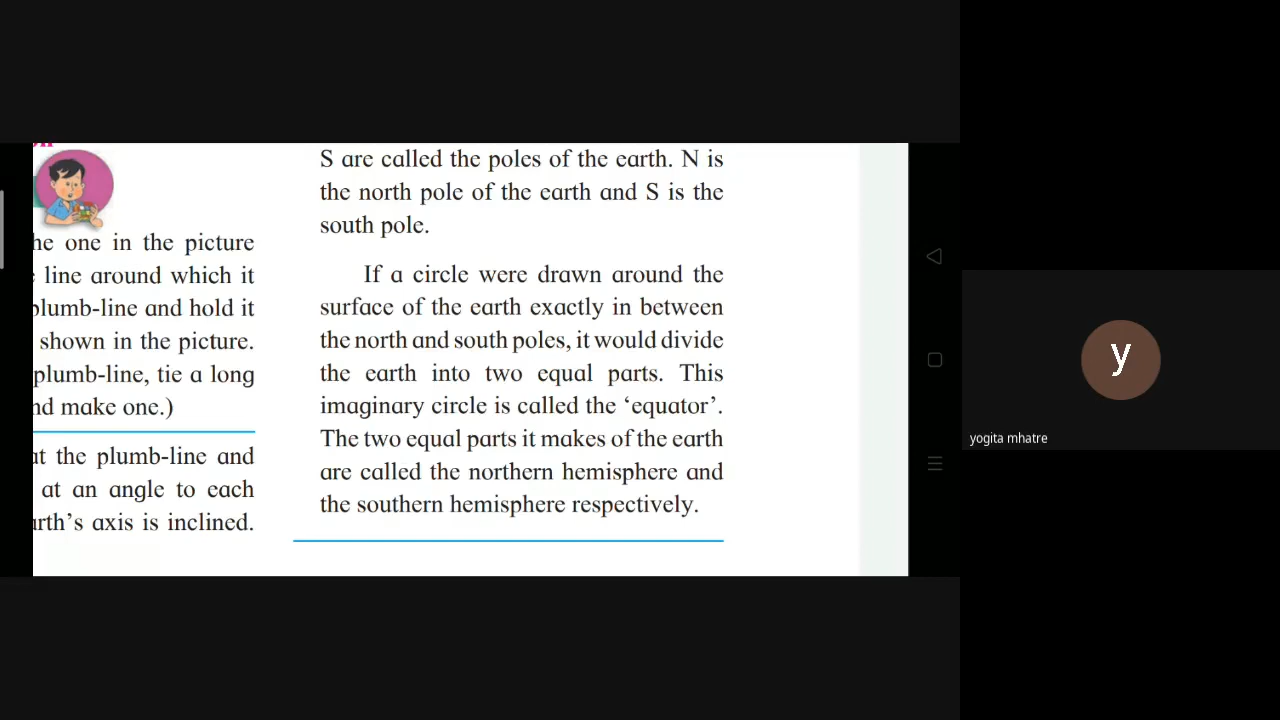 he one in the picture
line around which it
plumb-line and hold it
shown in the picture.
plumb-line, tie a long
nd make one.)
at the plumb-line and
at an angle to each
arth's axis is inclined.
S are called the poles of the earth. N is
the north pole of the earth and S is the
south pole.
If a circle were drawn around the
surface of the earth exactly in between
the north and south poles, it would divide
the earth into two equal parts. This
imaginary circle is called the ‘equator’.
The two equal parts it makes of the earth
are called the northern hemisphere and
the southern hemisphere respectively.
y
yogita mhatre